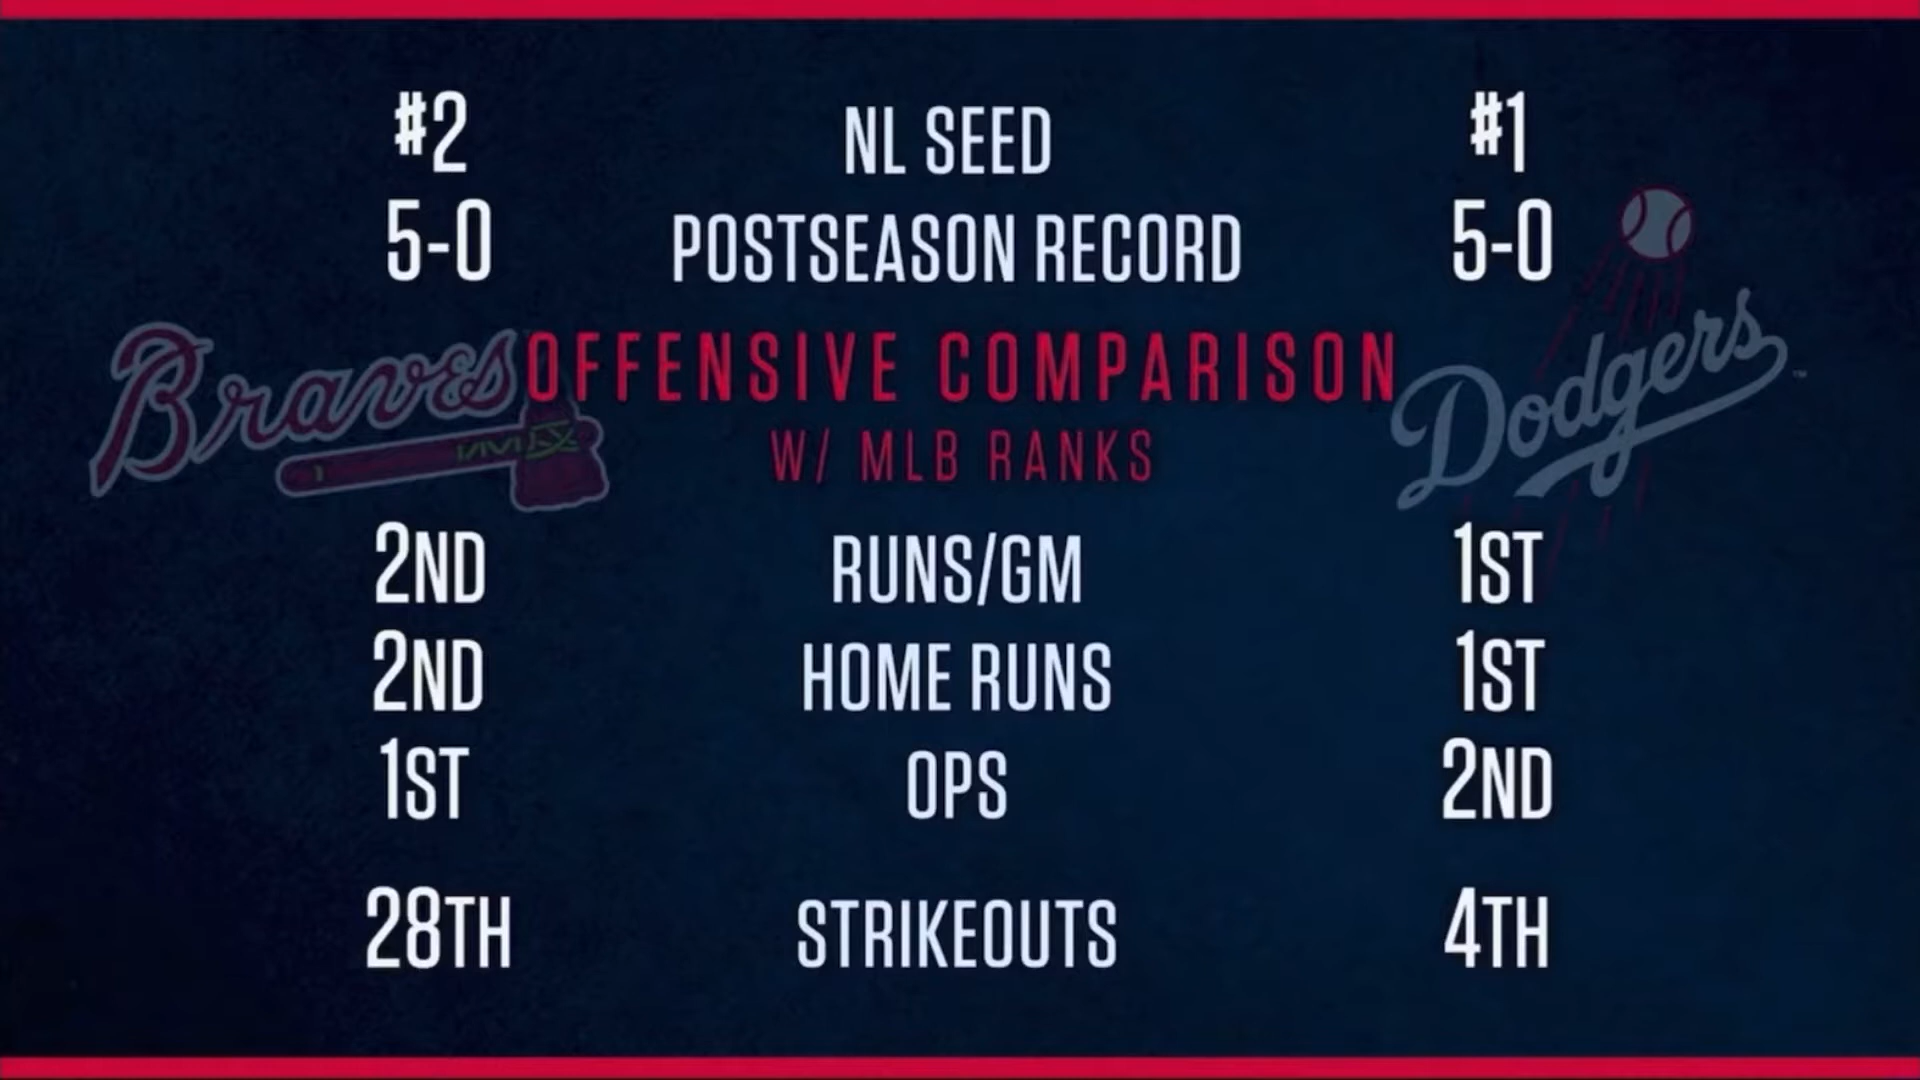 #2 NL SEED #1
5-0 POSTSEASON RECORD 5-0
Braves OFFENSIVE COMPARISON Dodgers™
W/ MLB RANKS
2ND RUNS/GM 1ST
2ND HOME RUNS 1ST
1ST OPS 2ND
28TH STRIKEOUTS 4TH